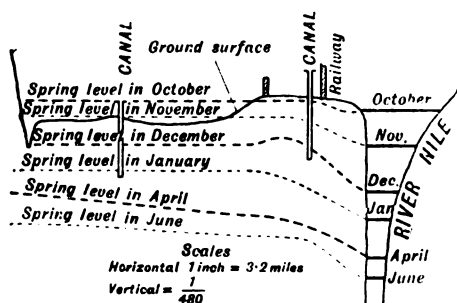 CANAL
Ground surface
CANAL
Railway
Spring level in October
Spring level in November
Spring level in December
Spring level in January
Spring level in April
Spring level in June
October
Nov.
Dec.
Jan
April
June
RIVER NILE
Scales
Horizontal 1 inch = 3·2 miles
Vertical = 1/480